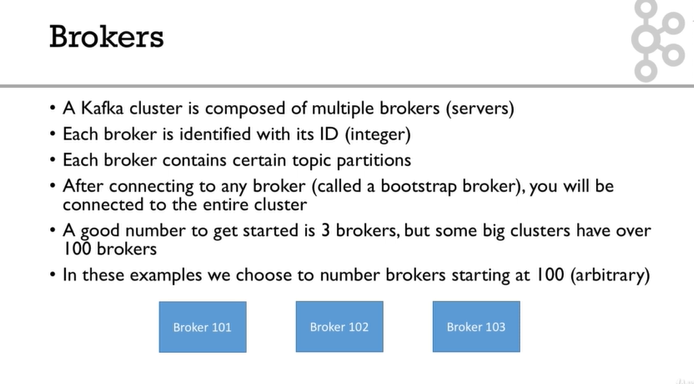 Brokers
• A Kafka cluster is composed of multiple brokers (servers)
• Each broker is identified with its ID (integer)
• Each broker contains certain topic partitions
• After connecting to any broker (called a bootstrap broker), you will be
connected to the entire cluster
• A good number to get started is 3 brokers, but some big clusters have over
100 brokers
• In these examples we choose to number brokers starting at 100 (arbitrary)
Broker 101
Broker 102
Broker 103